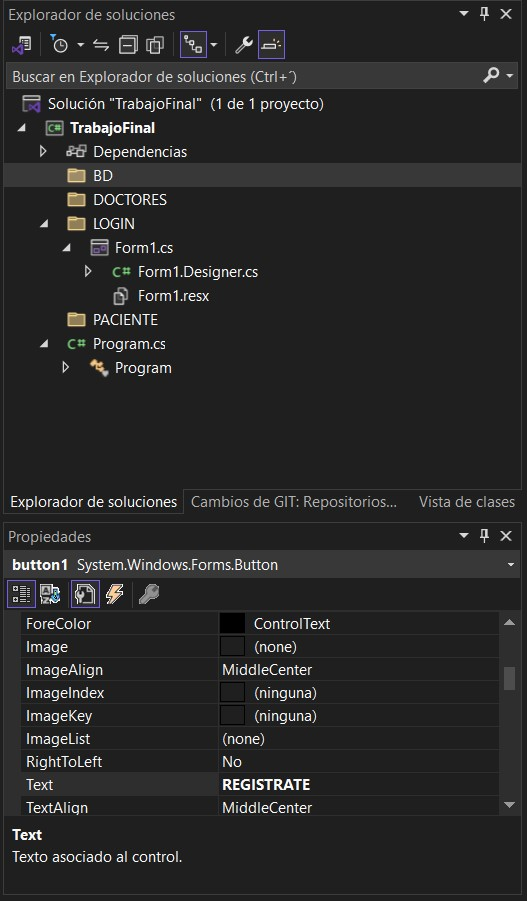 Explorador de soluciones
Buscar en Explorador de soluciones (Ctrl+´)
Solución "TrabajoFinal" (1 de 1 proyecto)
C# TrabajoFinal
Dependencias
BD
DOCTORES
LOGIN
Form1.cs
C# Form1.Designer.cs
Form1.resx
PACIENTE
C# Program.cs
Program
Explorador de soluciones Cambios de GIT: Repositorios... Vista de clases
Propiedades
button1 System.Windows.Forms.Button
ForeColor ControlText
Image (none)
ImageAlign MiddleCenter
ImageIndex (ninguna)
ImageKey (ninguna)
ImageList (none)
RightToLeft No
Text REGISTRATE
TextAlign MiddleCenter
Text
Texto asociado al control.